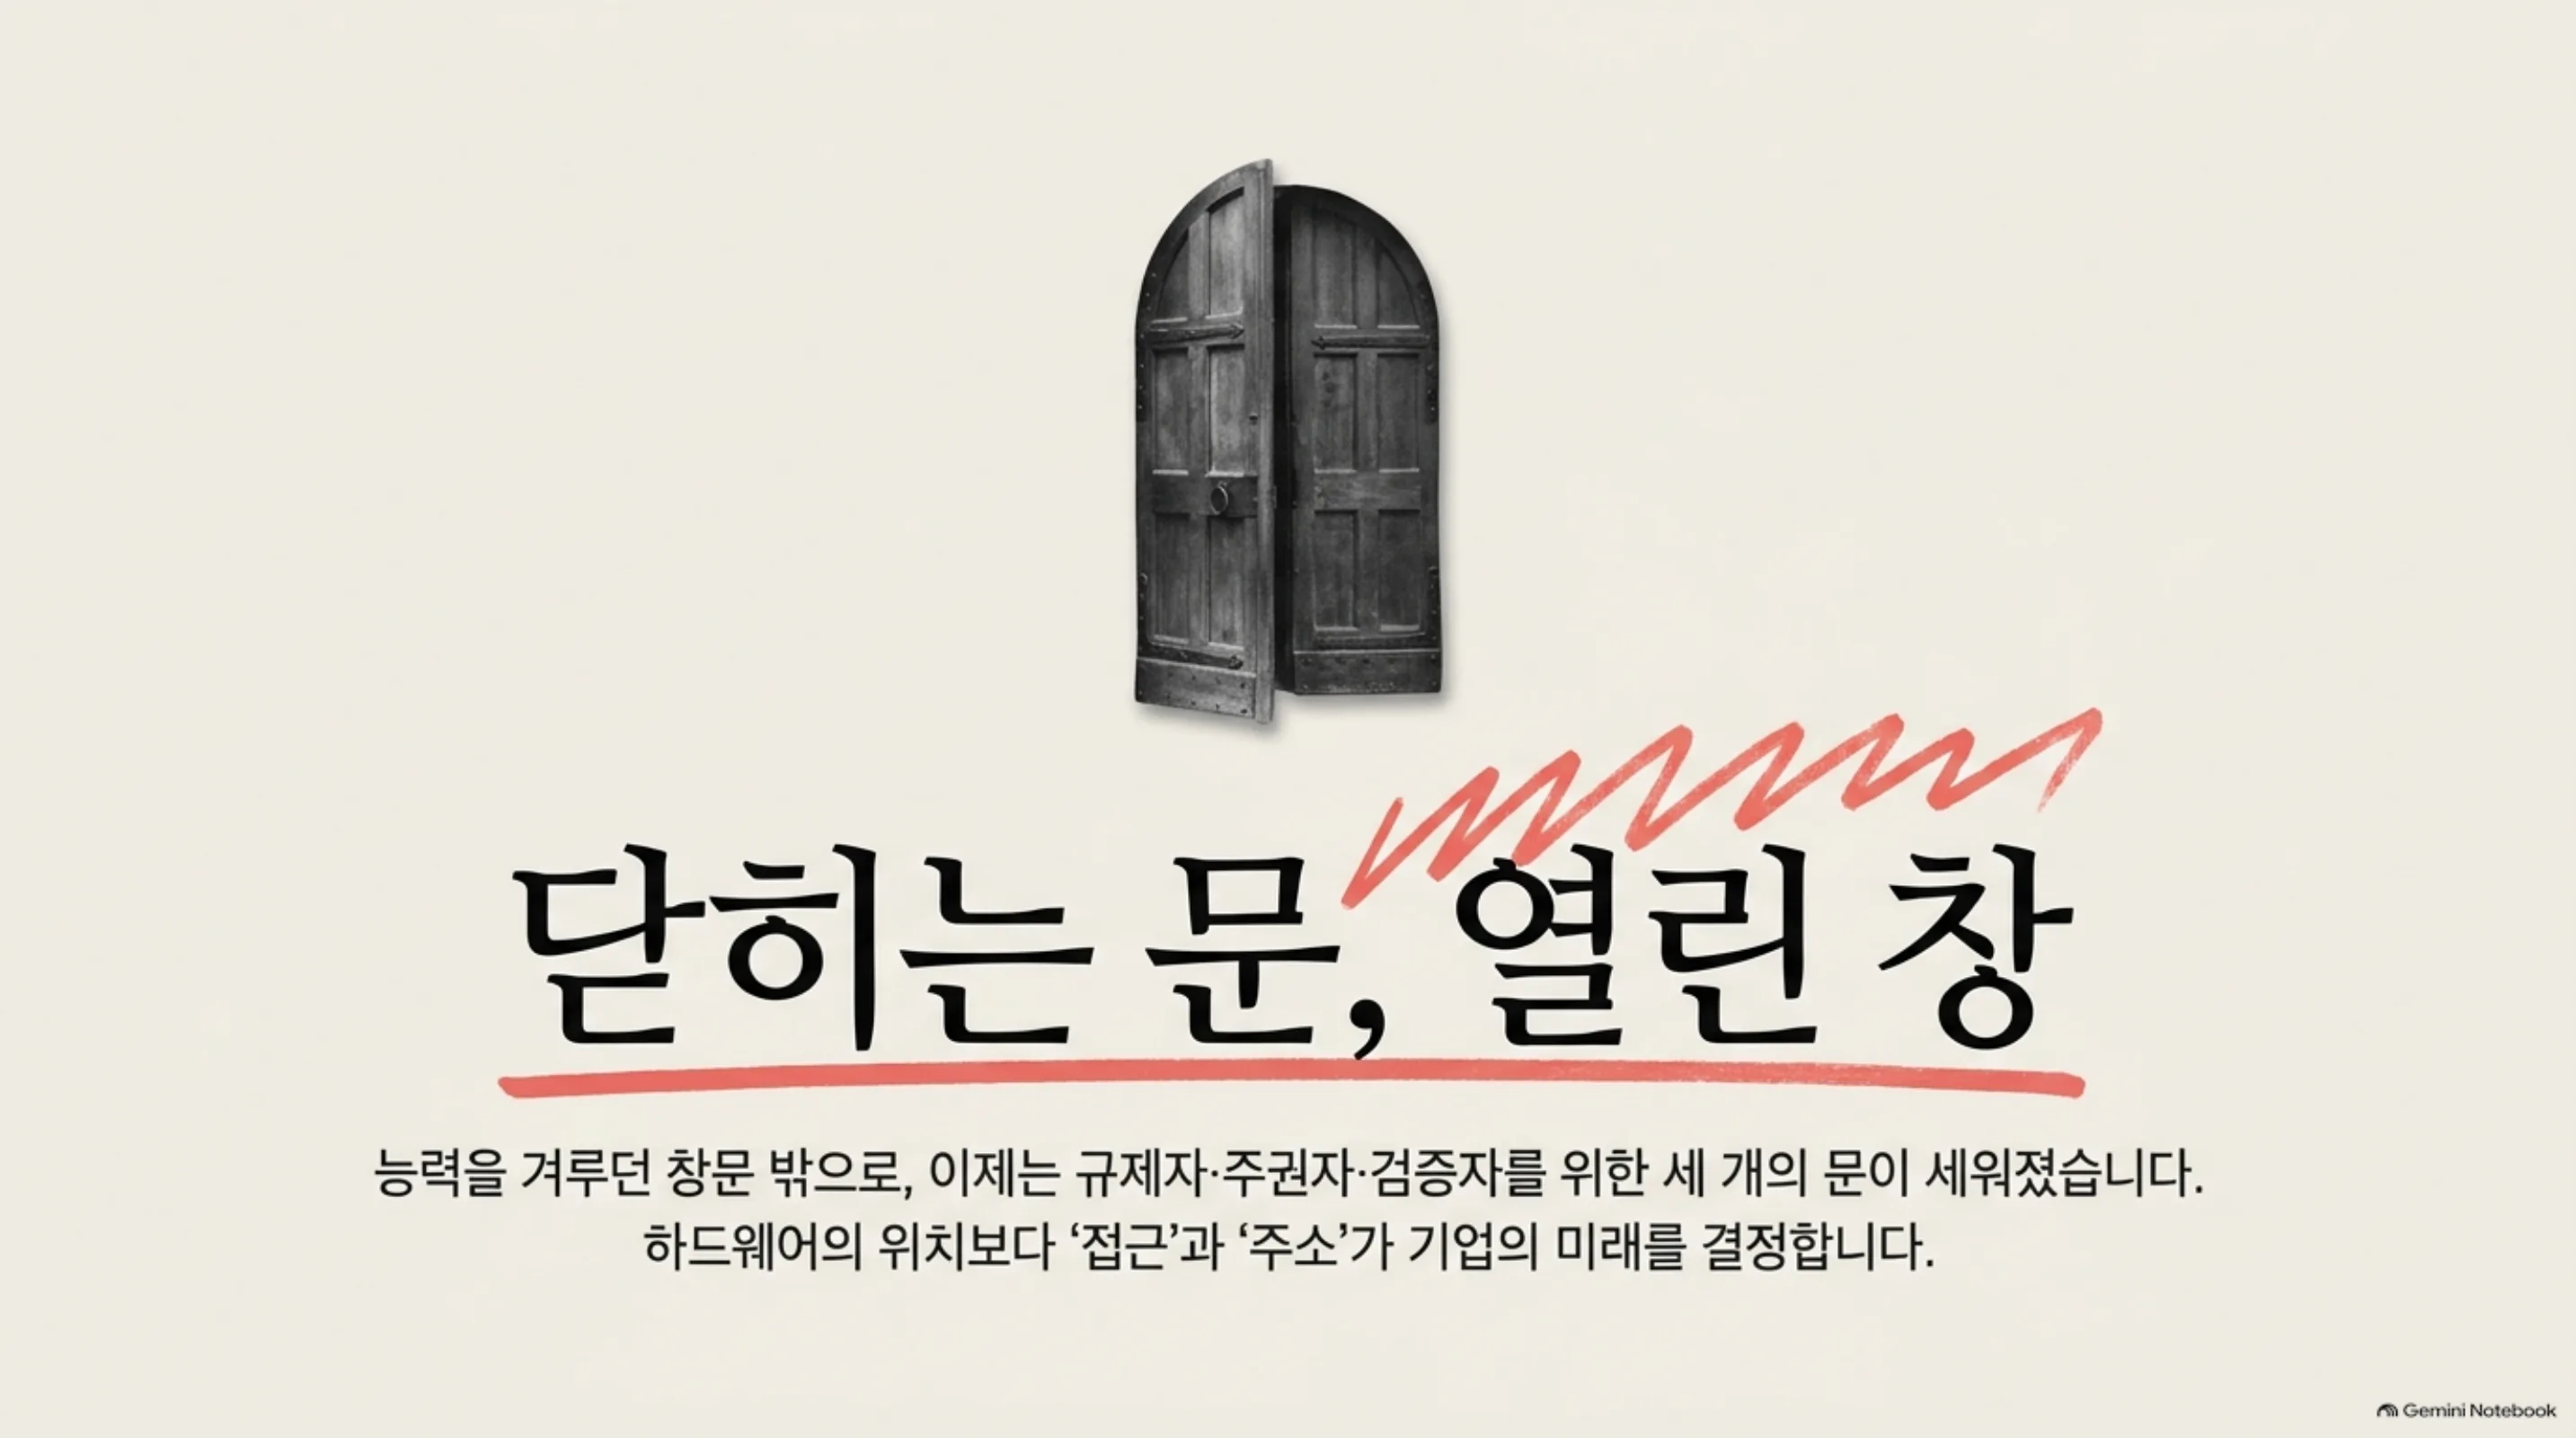 닫히는 문, 열린 창
능력을 겨루던 창문 밖으로, 이제는 규제자·주권자·검증자를 위한 세 개의 문이 세워졌습니다.
하드웨어의 위치보다 ‘접근’과 ‘주소’가 기업의 미래를 결정합니다.
Gemini Notebook